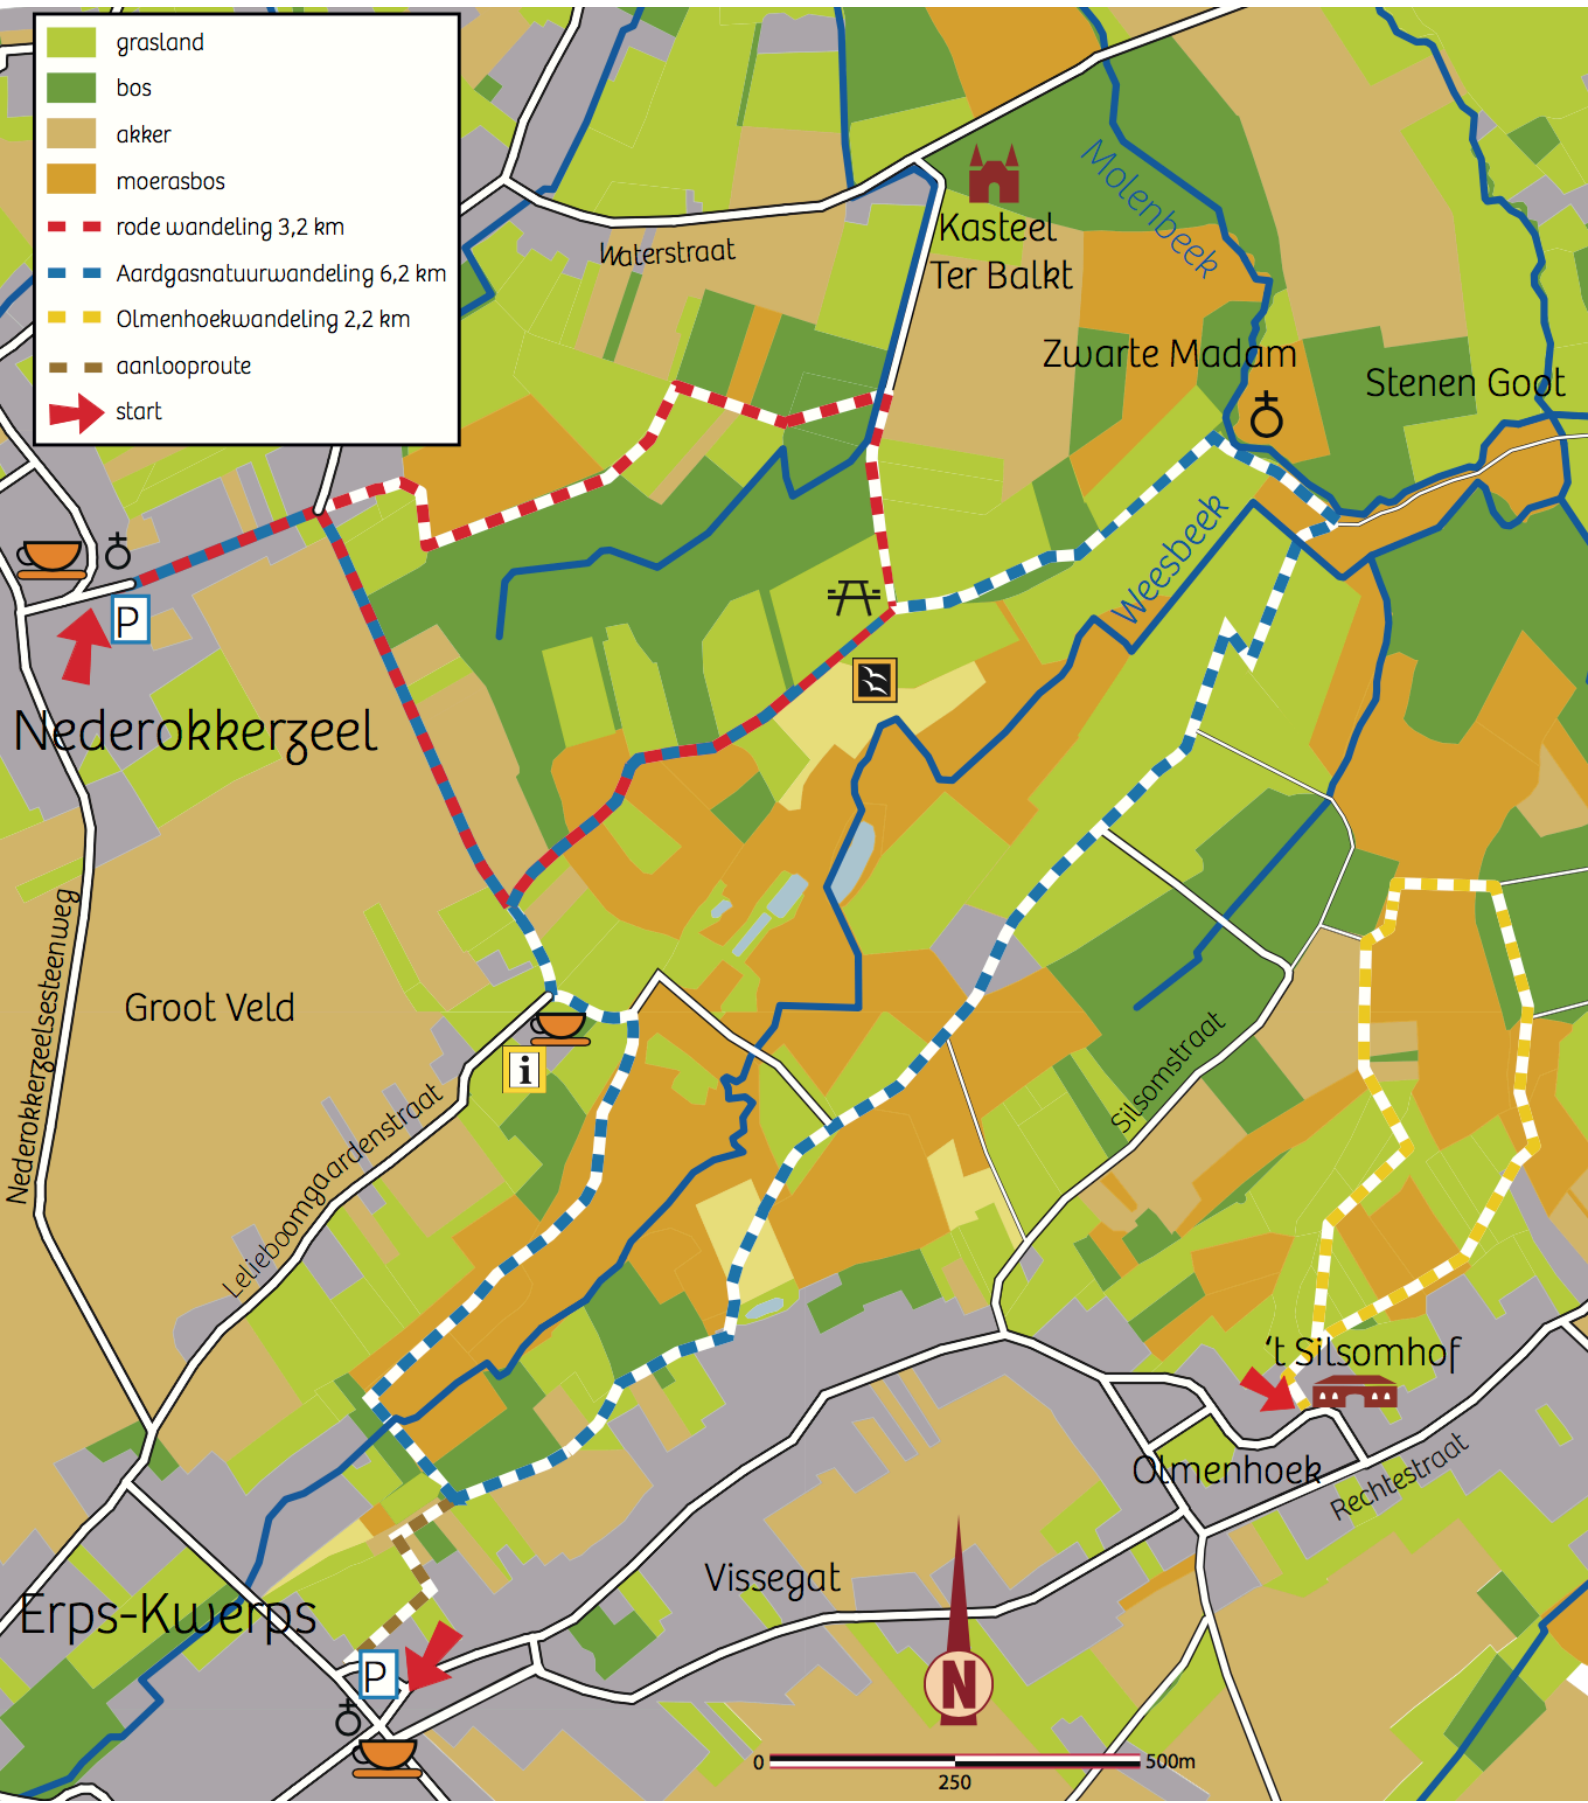 grasland
bos
akker
moerasbos
rode wandeling 3,2 km
Aardgasnatuurwandeling 6,2 km
Olmenhoekwandeling 2,2 km
aanlooproute
start
Waterstraat
Kasteel
Ter Balkt
Molenbeek
Zwarte Madam
Stenen Goot
Weesbeek
P
Nederokkerzeel
Nederokkerzeelsesteenweg
Groot Veld
i
Lelieboomgaardenstraat
Silsomstraat
't Silsomhof
Olmenhoek
Rechtestraat
Vissegat
Erps-Kwerps
P
N
0
250
500m